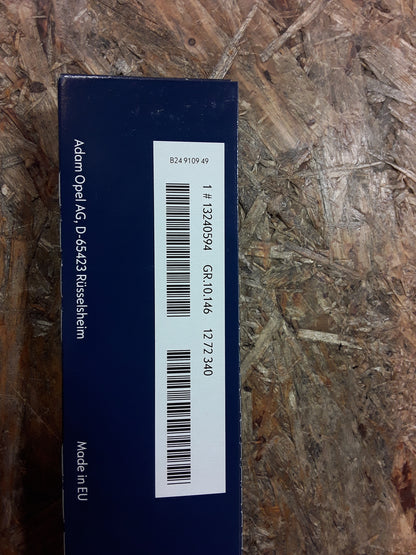 B24 9109 49
1 # 13240594 GR.10.146 12 72 340
Adam Opel AG, D-65423 Rüsselsheim
Made in EU